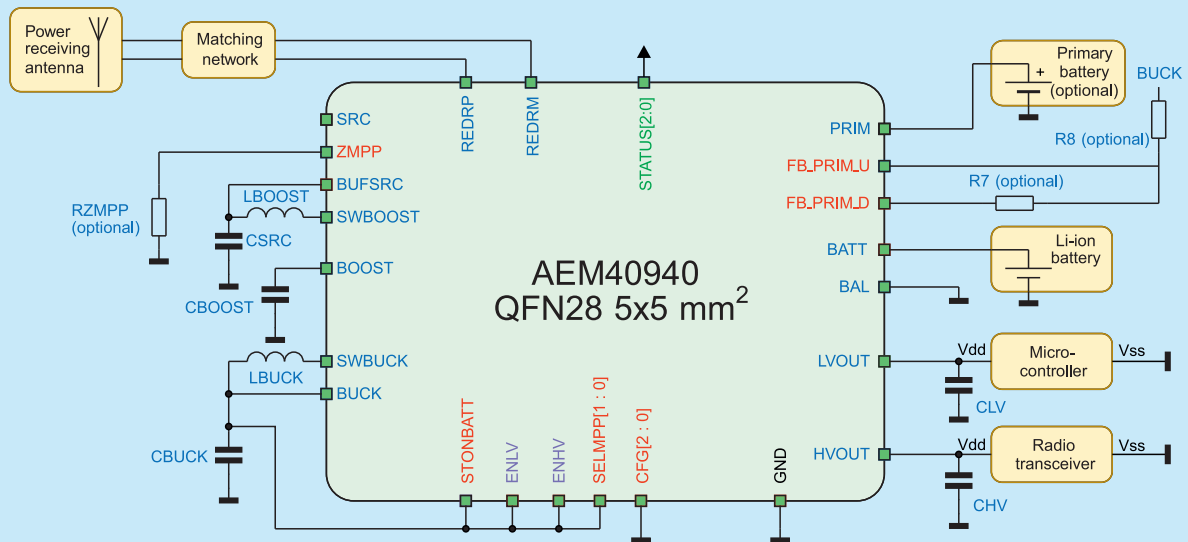 Power
receiving
antenna
Matching
network
REDRP
REDRM
STATUS[2:0]
Primary
+
battery
(optional)
BUCK
R8 (optional)
SRC
ZMPP
BUFSRC
SWBOOST
BOOST
SWBUCK
BUCK
LBOOST
RZMPP
(optional)
CSRC
CBOOST
LBUCK
CBUCK
AEM40940
QFN28 5x5 mm²
PRIM
FB_PRIM_U
FB_PRIM_D
BATT
BAL
LVOUT
HVOUT
R7 (optional)
Li-ion
battery
Vdd
Micro-
controller
Vss
CLV
Vdd
Radio
transceiver
Vss
CHV
STONBATT
ENLV
ENHV
SELMPP[1 : 0]
CFG[2 : 0]
GND